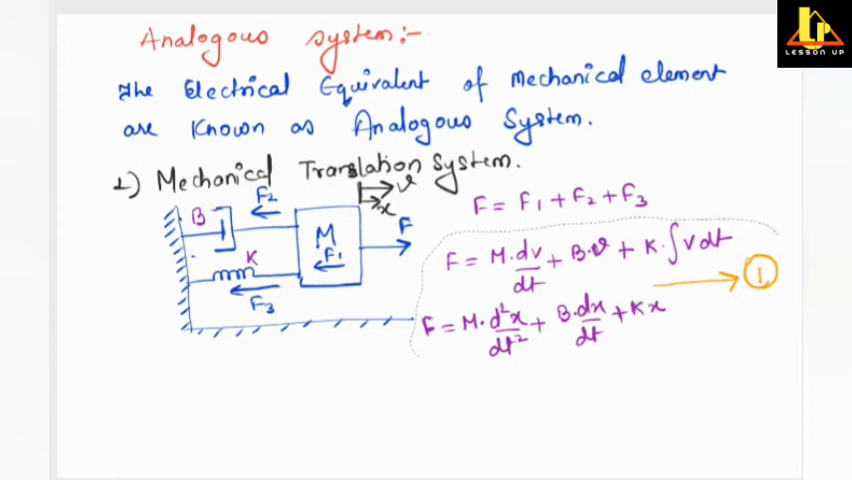 Analogous system:-
LESSON UP
The Electrical Equivalent of Mechanical element
are Known as Analogous System.
1) Mechanical Translation System.
B
F2
v
x
F = F1 + F2 + F3
M
F1
F
K
F3
F = M.dv/dt + B.v + K.∫vdt
1
F = M.d²x/dt² + B.dx/dt + Kx